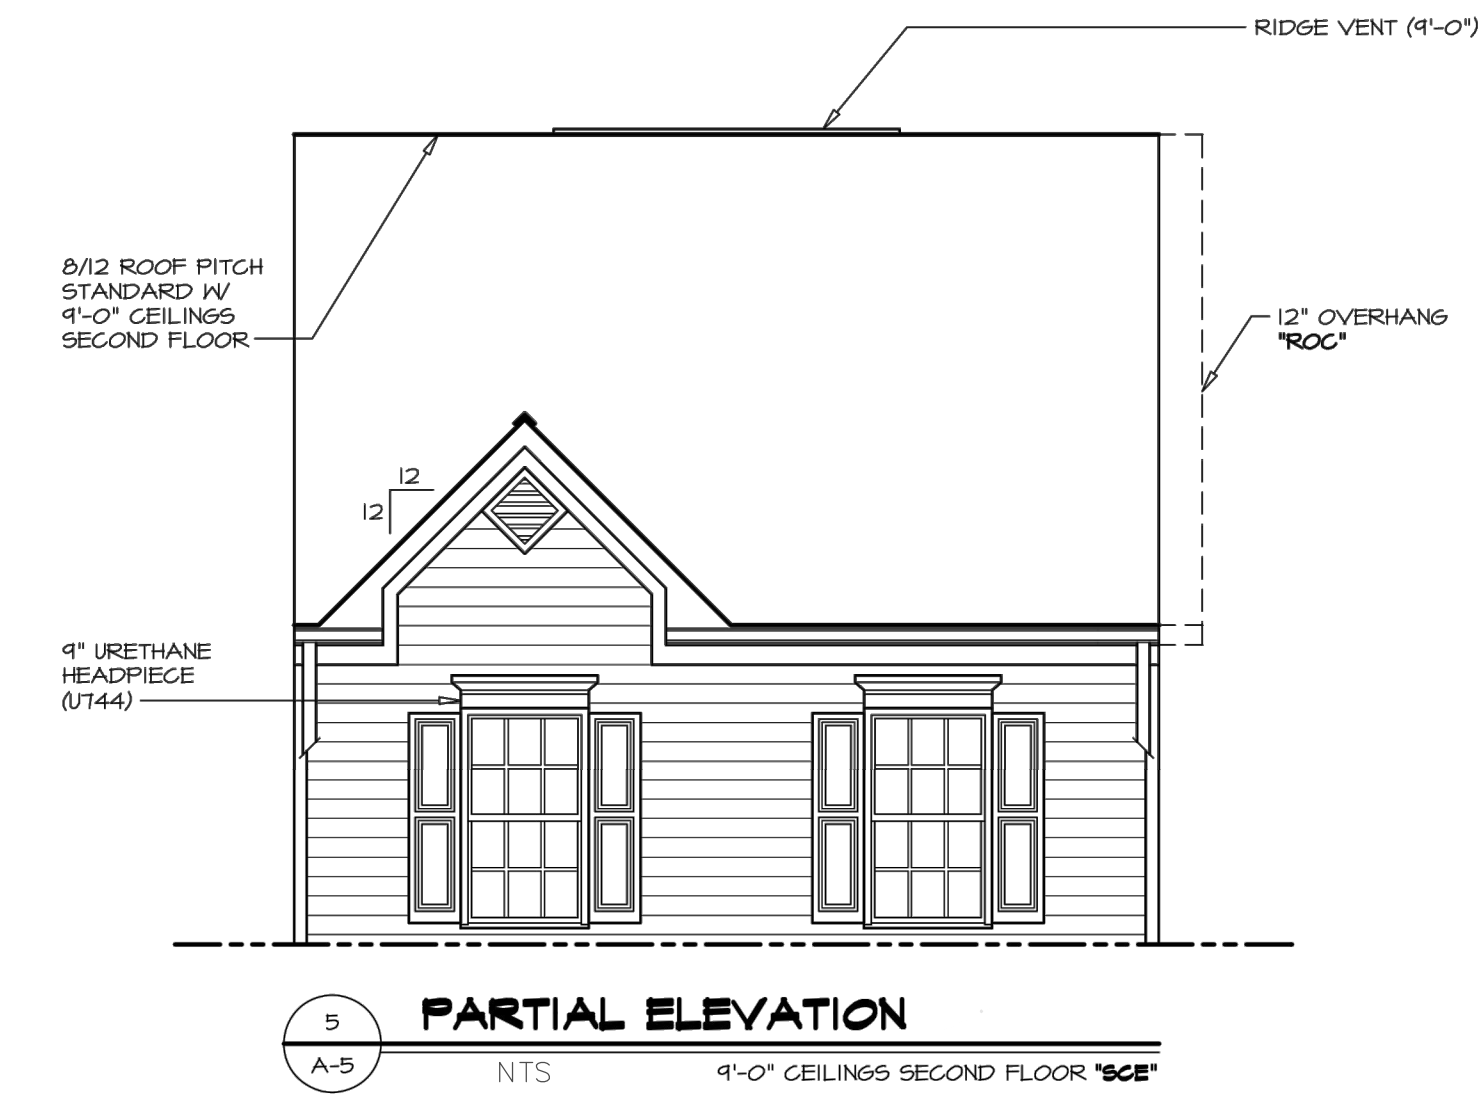 RIDGE VENT (9'-0")
8/12 ROOF PITCH
STANDARD W/
9'-0" CEILINGS
SECOND FLOOR
12" OVERHANG
"ROC"
12
12
9" URETHANE
HEADPIECE
(U744)
5
A-5
PARTIAL ELEVATION
NTS
9'-0" CEILINGS SECOND FLOOR "SCE"